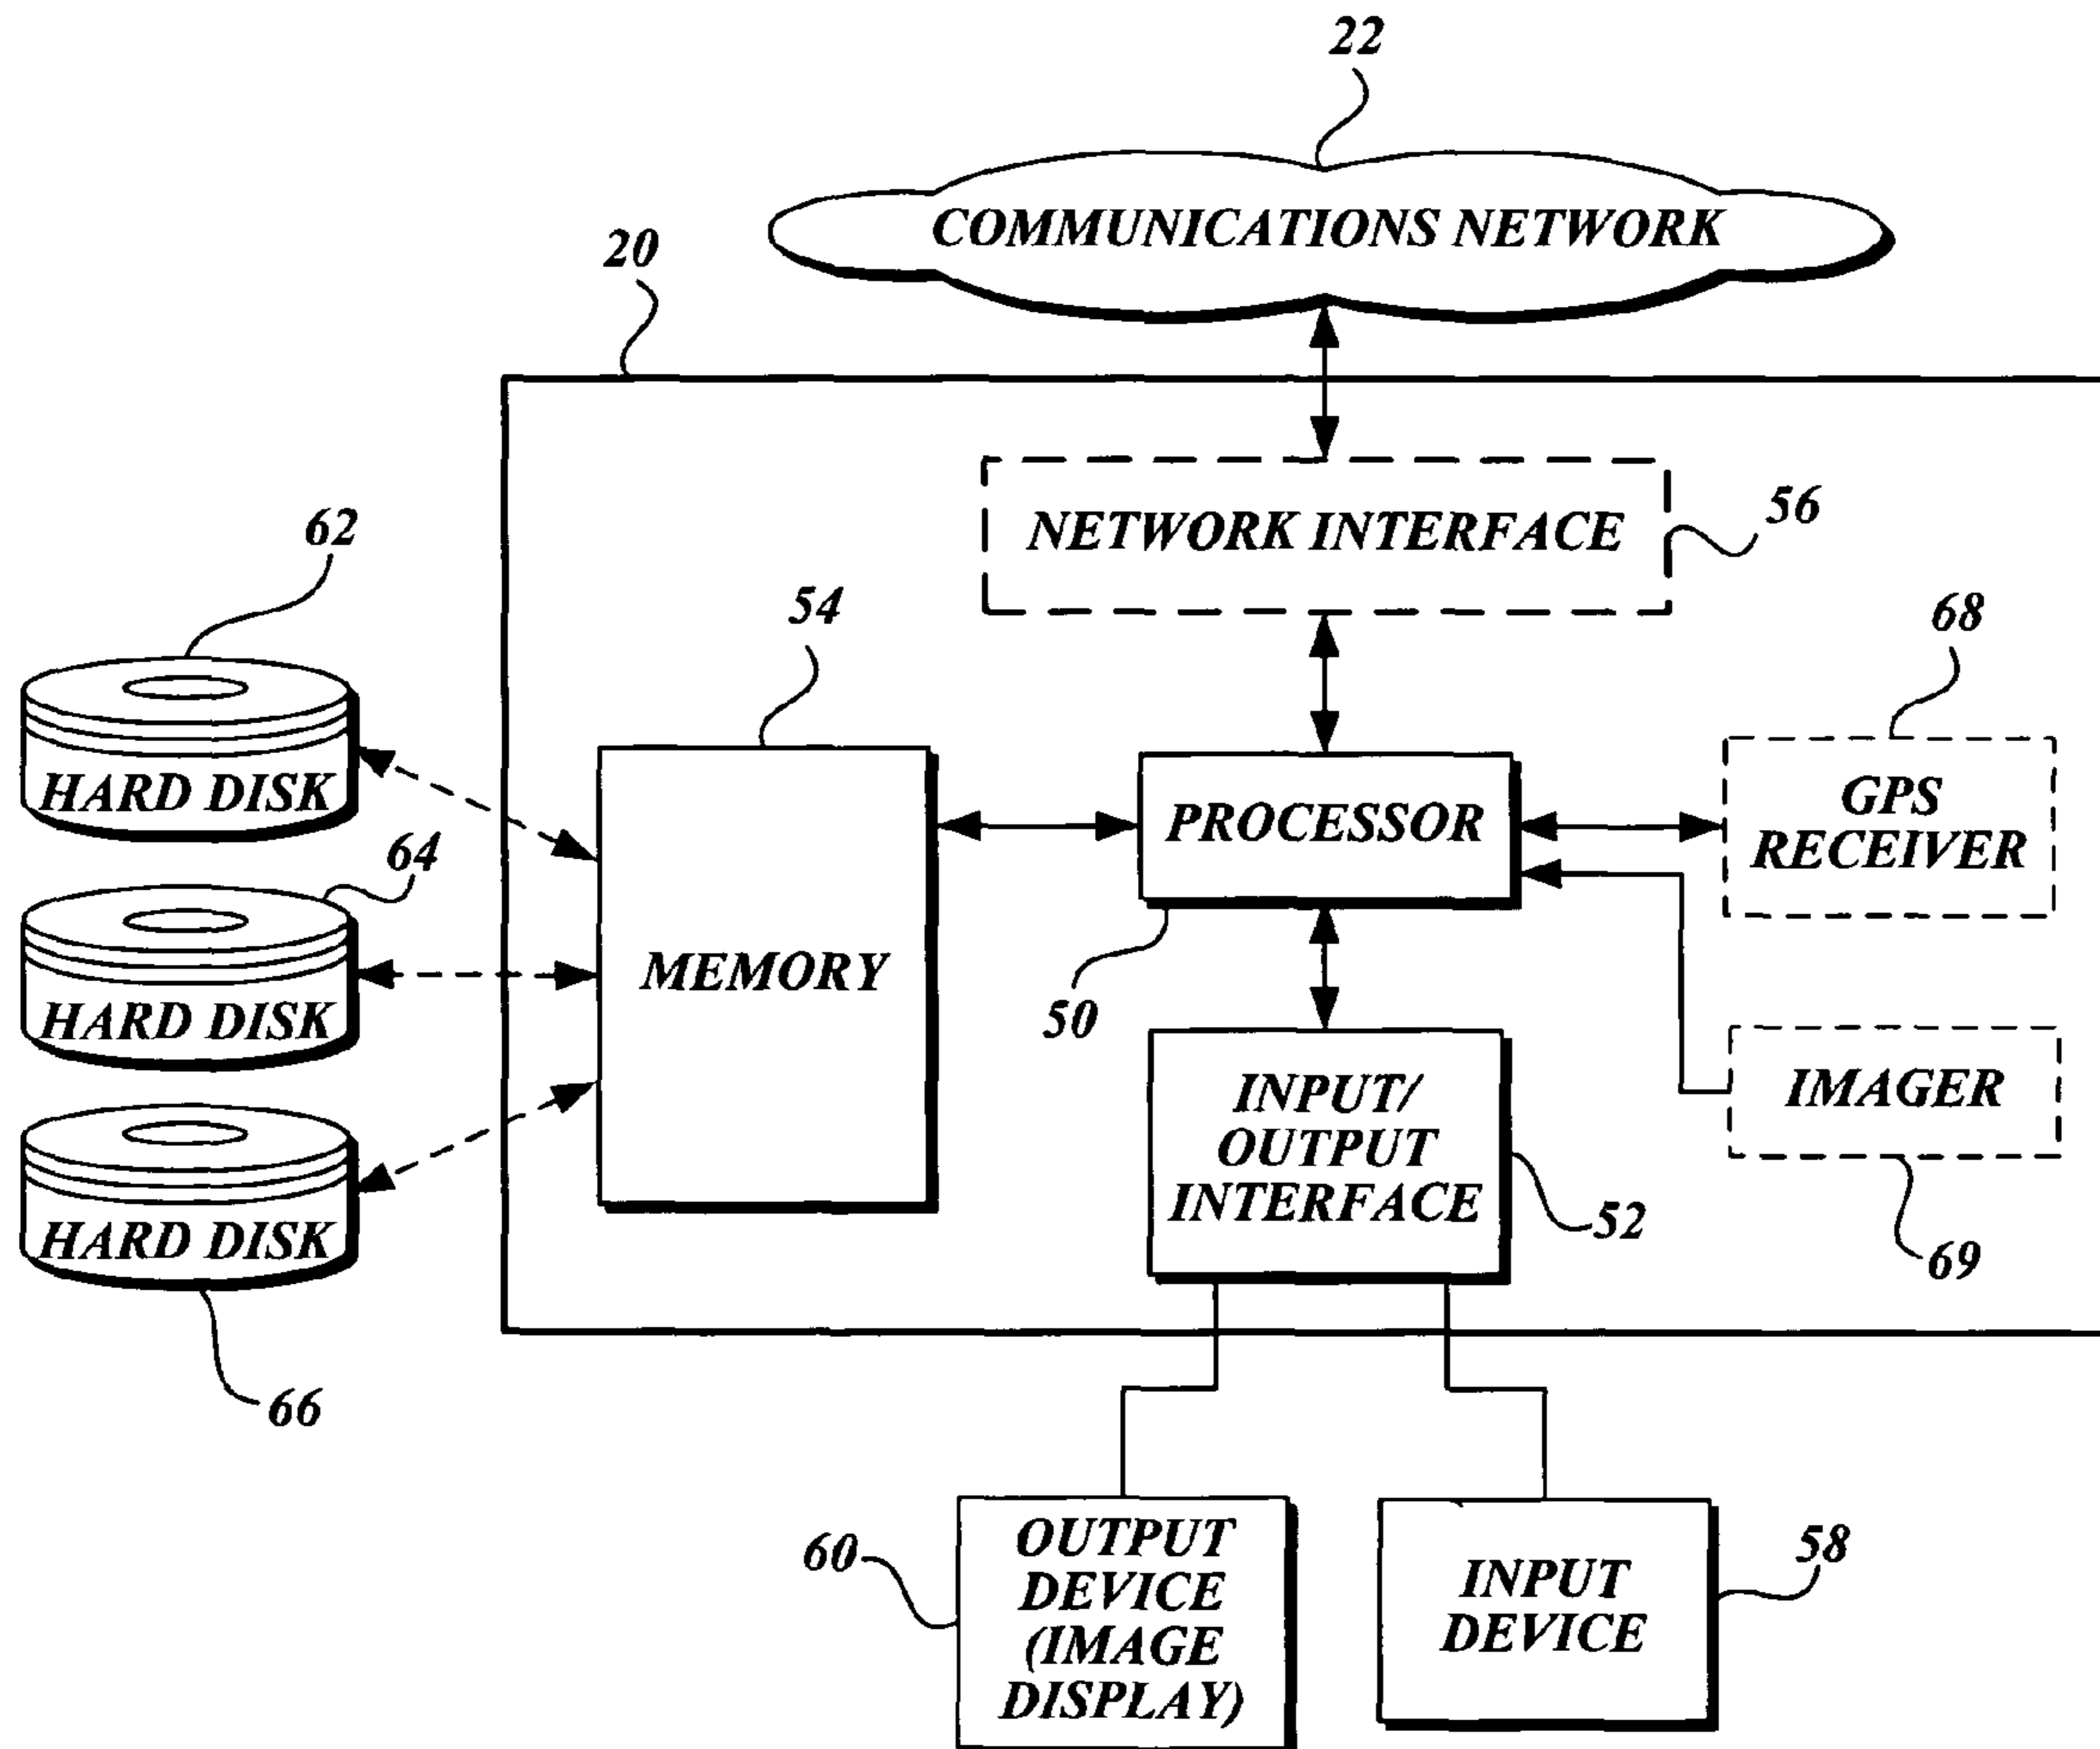 22
COMMUNICATIONS NETWORK
20
NETWORK INTERFACE
56
62
54
68
HARD DISK
PROCESSOR
GPS
RECEIVER
64
HARD DISK
MEMORY
50
INPUT/
OUTPUT
INTERFACE
52
IMAGER
69
HARD DISK
66
60
OUTPUT
DEVICE
(IMAGE
DISPLAY)
INPUT
DEVICE
58